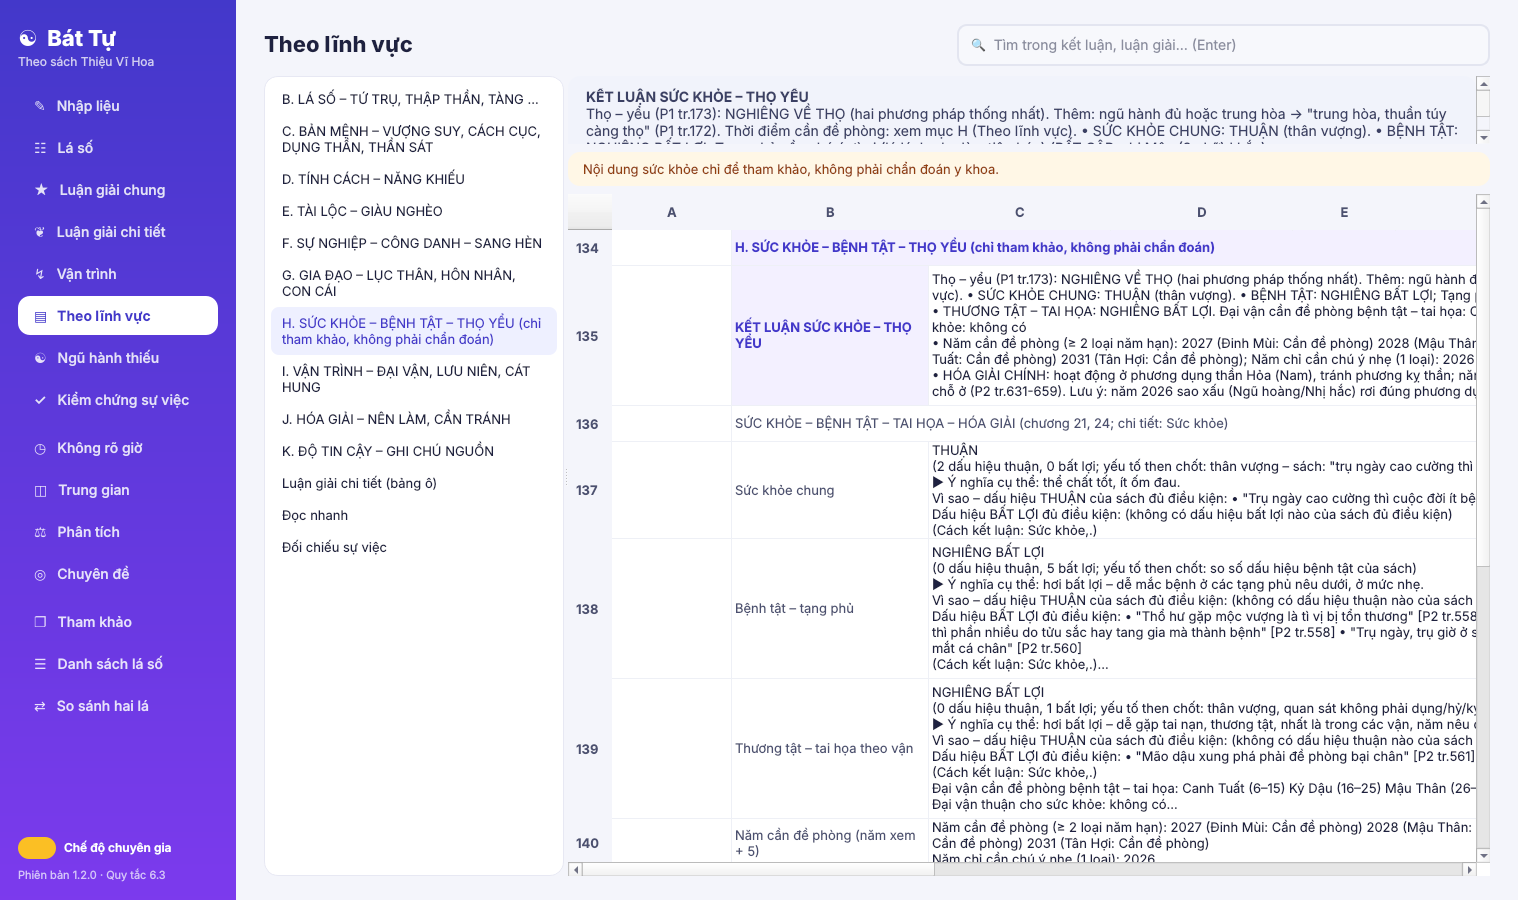 Bát Tự
Theo sách Thiệu Vĩ Hoa
Nhập liệu
Lá số
Luận giải chung
Luận giải chi tiết
Vận trình
Theo lĩnh vực
Ngũ hành thiếu
Kiểm chứng sự việc
Không rõ giờ
Trung gian
Phân tích
Chuyên đề
Tham khảo
Danh sách lá số
So sánh hai lá
Chế độ chuyên gia
Phiên bản 1.2.0 · Quy tắc 6.3
Theo lĩnh vực
Tìm trong kết luận, luận giải... (Enter)
B. LÁ SỐ – TỨ TRỤ, THẬP THẦN, TÀNG ...
C. BẢN MỆNH – VƯỢNG SUY, CÁCH CỤC,
DỤNG THẦN, THẦN SÁT
D. TÍNH CÁCH – NĂNG KHIẾU
E. TÀI LỘC – GIÀU NGHÈO
F. SỰ NGHIỆP – CÔNG DANH – SANG HÈN
G. GIA ĐẠO – LỤC THÂN, HÔN NHÂN,
CON CÁI
H. SỨC KHỎE – BỆNH TẬT – THỌ YỂU (chỉ
tham khảo, không phải chẩn đoán)
I. VẬN TRÌNH – ĐẠI VẬN, LƯU NIÊN, CÁT
HUNG
J. HÓA GIẢI – NÊN LÀM, CẦN TRÁNH
K. ĐỘ TIN CẬY – GHI CHÚ NGUỒN
Luận giải chi tiết (bảng ô)
Đọc nhanh
Đối chiếu sự việc
KẾT LUẬN SỨC KHỎE – THỌ YỂU
Thọ – yểu (P1 tr.173): NGHIÊNG VỀ THỌ (hai phương pháp thống nhất). Thêm: ngũ hành đủ hoặc trung hòa → "trung hòa, thuần túy
càng thọ" (P1 tr.172). Thời điểm cần đề phòng: xem mục H (Theo lĩnh vực). • SỨC KHỎE CHUNG: THUẬN (thân vượng). • BỆNH TẬT:
Nội dung sức khỏe chỉ để tham khảo, không phải chẩn đoán y khoa.
A B C D E
134 H. SỨC KHỎE – BỆNH TẬT – THỌ YỂU (chỉ tham khảo, không phải chẩn đoán)
135 KẾT LUẬN SỨC KHỎE – THỌ
YỂU
Thọ – yểu (P1 tr.173): NGHIÊNG VỀ THỌ (hai phương pháp thống nhất). Thêm: ngũ hành
vực). • SỨC KHỎE CHUNG: THUẬN (thân vượng). • BỆNH TẬT: NGHIÊNG BẤT LỢI; Tạng
• THƯƠNG TẬT – TAI HỌA: NGHIÊNG BẤT LỢI. Đại vận cần đề phòng bệnh tật – tai họa:
khỏe: không có
• Năm cần đề phòng (≥ 2 loại năm hạn): 2027 (Đinh Mùi: Cần đề phòng) 2028 (Mậu Thân
Tuất: Cần đề phòng) 2031 (Tân Hợi: Cần đề phòng); Năm chỉ cần chú ý nhẹ (1 loại): 2026
• HÓA GIẢI CHÍNH: hoạt động ở phương dụng thần Hỏa (Nam), tránh phương kỵ thần;
chỗ ở (P2 tr.631-659). Lưu ý: năm 2026 sao xấu (Ngũ hoàng/Nhị hắc) rơi đúng phương
136 SỨC KHỎE – BỆNH TẬT – TAI HỌA – HÓA GIẢI (chương 21, 24; chi tiết: Sức khỏe)
137 Sức khỏe chung
THUẬN
(2 dấu hiệu thuận, 0 bất lợi; yếu tố then chốt: thân vượng – sách: "trụ ngày cao cường thì
▶ Ý nghĩa cụ thể: thể chất tốt, ít ốm đau.
Vì sao – dấu hiệu THUẬN của sách đủ điều kiện: • "Trụ ngày cao cường thì cuộc đời ít
Dấu hiệu BẤT LỢI đủ điều kiện: (không có dấu hiệu bất lợi nào của sách đủ điều kiện)
(Cách kết luận: Sức khỏe,.)
138 Bệnh tật – tạng phủ
NGHIÊNG BẤT LỢI
(0 dấu hiệu thuận, 5 bất lợi; yếu tố then chốt: so số dấu hiệu bệnh tật của sách)
▶ Ý nghĩa cụ thể: hơi bất lợi – dễ mắc bệnh ở các tạng phủ nêu dưới, ở mức nhẹ.
Vì sao – dấu hiệu THUẬN của sách đủ điều kiện: (không có dấu hiệu thuận nào của sách
Dấu hiệu BẤT LỢI đủ điều kiện: • "Thổ hư gặp mộc vượng là tì vị bị tổn thương" [P2 tr.558
thì phần nhiều do tửu sắc hay tang gia mà thành bệnh" [P2 tr.558] • "Trụ ngày, trụ giờ ở
mắt cá chân" [P2 tr.560]
(Cách kết luận: Sức khỏe,.)...
139 Thương tật – tai họa theo vận
NGHIÊNG BẤT LỢI
(0 dấu hiệu thuận, 1 bất lợi; yếu tố then chốt: thân vượng, quan sát không phải dụng/hỷ/kỵ
▶ Ý nghĩa cụ thể: hơi bất lợi – dễ gặp tai nạn, thương tật, nhất là trong các vận, năm nêu
Vì sao – dấu hiệu THUẬN của sách đủ điều kiện: (không có dấu hiệu thuận nào của sách
Dấu hiệu BẤT LỢI đủ điều kiện: • "Mão dậu xung phá phải đề phòng bại chân" [P2 tr.561]
(Cách kết luận: Sức khỏe,.)
Đại vận cần đề phòng bệnh tật – tai họa: Canh Tuất (6–15) Kỷ Dậu (16–25) Mậu Thân (26–
Đại vận thuận cho sức khỏe: không có...
140 Năm cần đề phòng (năm xem
+ 5)
Năm cần đề phòng (≥ 2 loại năm hạn): 2027 (Đinh Mùi: Cần đề phòng) 2028 (Mậu Thân:
Cần đề phòng) 2031 (Tân Hợi: Cần đề phòng)
Năm chỉ cần chú ý nhẹ (1 loại): 2026